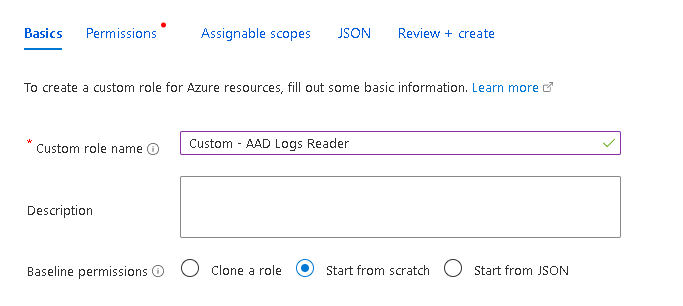 Basics Permissions Assignable scopes JSON Review + create
To create a custom role for Azure resources, fill out some basic information. Learn more
* Custom role name Custom - AAD Logs Reader
Description
Baseline permissions Clone a role Start from scratch Start from JSON